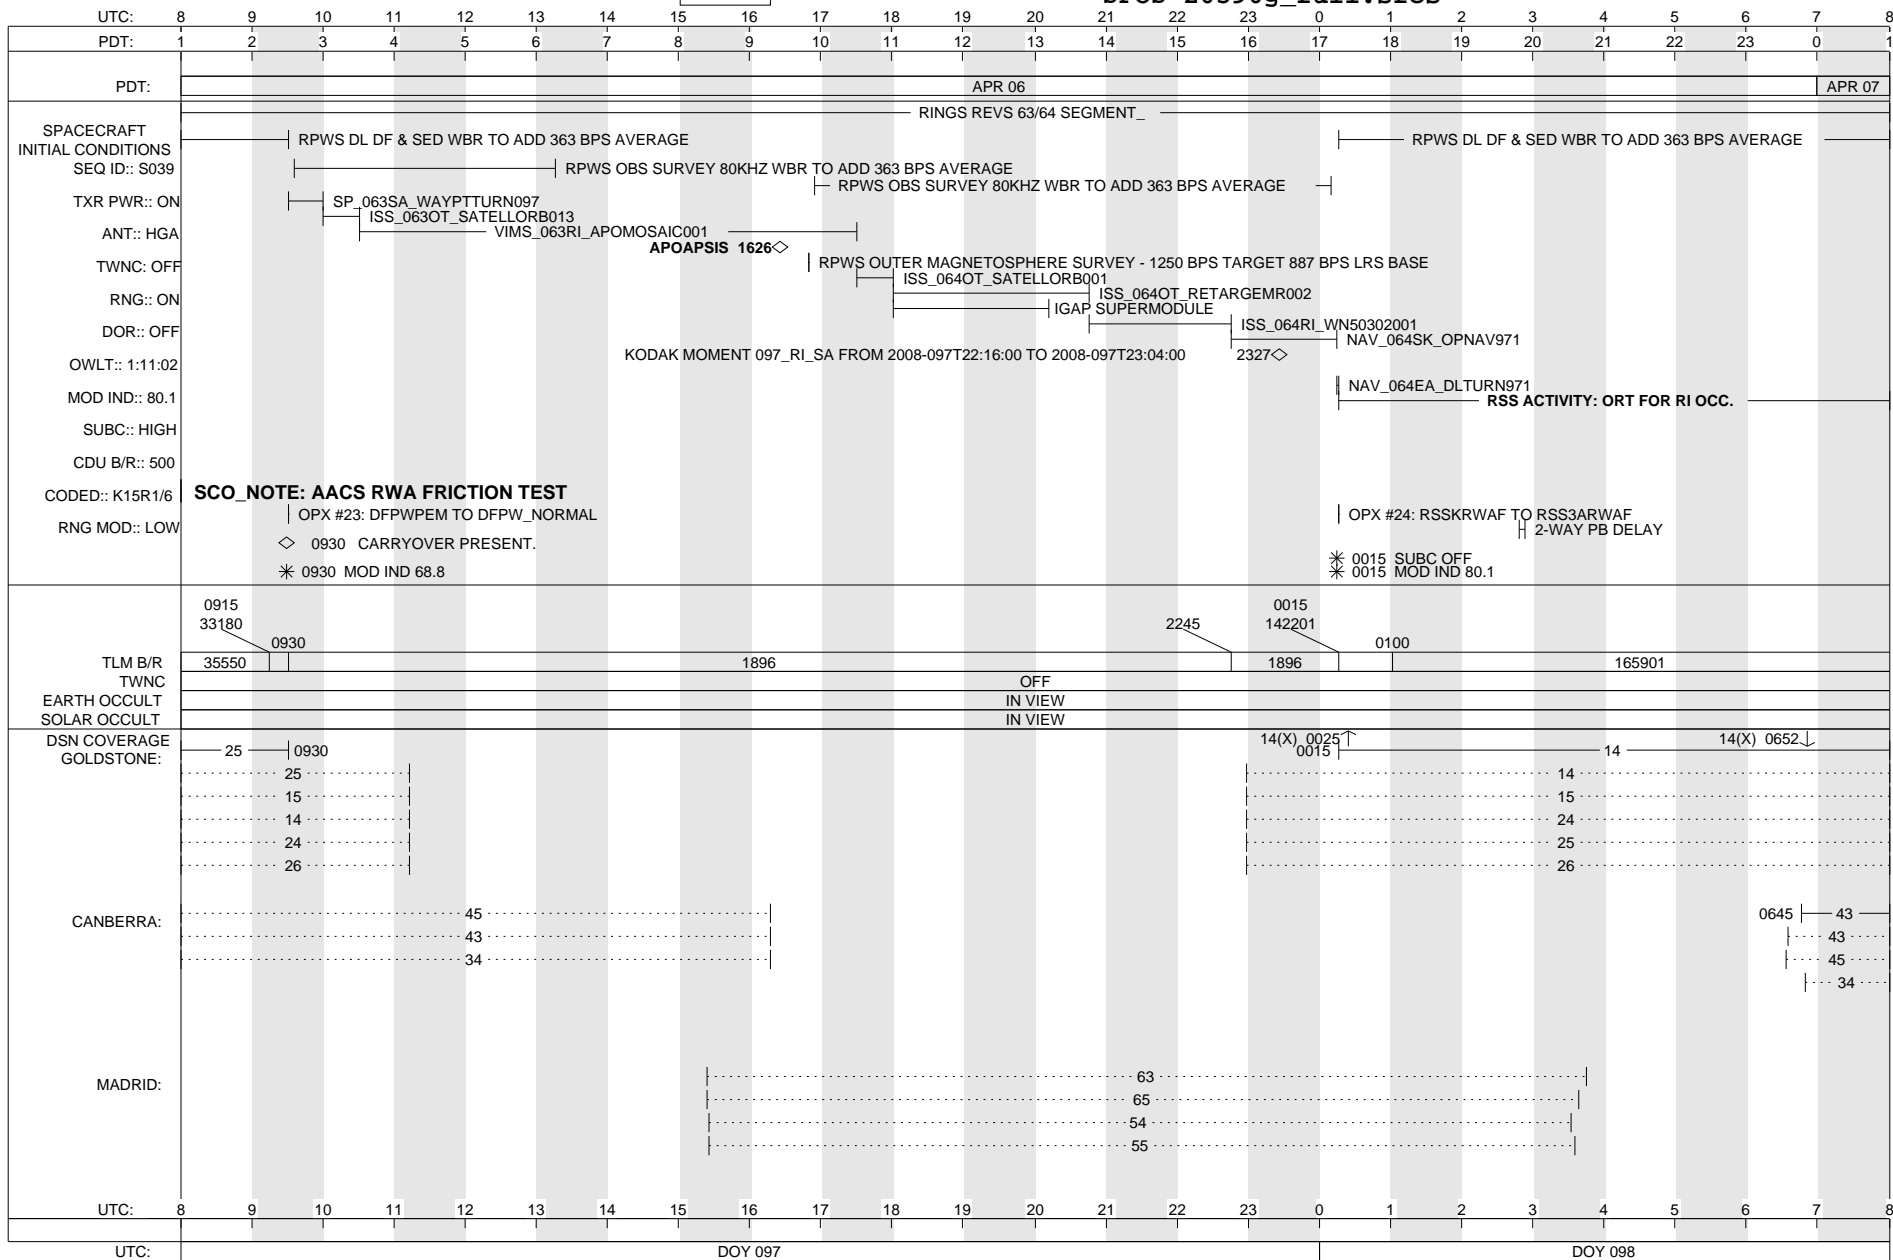 UTC: 8 9 10 11 12 13 14 15 16 17 18 19 20 21 22 23 0 1 2 3 4 5 6 7 8
PDT: 1 2 3 4 5 6 7 8 9 10 11 12 13 14 15 16 17 18 19 20 21 22 23 0 1
PDT: APR 06 APR 07
RINGS REVS 63/64 SEGMENT_
SPACECRAFT
INITIAL CONDITIONS
RPWS DL DF & SED WBR TO ADD 363 BPS AVERAGE RPWS DL DF & SED WBR TO ADD 363 BPS AVERAGE
SEQ ID:: S039 RPWS OBS SURVEY 80KHZ WBR TO ADD 363 BPS AVERAGE
RPWS OBS SURVEY 80KHZ WBR TO ADD 363 BPS AVERAGE
TXR PWR:: ON SP_063SA_WAYPTTURN097
ISS_063OT_SATELLORB013
ANT:: HGA VIMS_063RI_APOMOSAIC001
APOAPSIS 1626
TWNC: OFF RPWS OUTER MAGNETOSPHERE SURVEY - 1250 BPS TARGET 887 BPS LRS BASE
ISS_064OT_SATELLORB001
RNG:: ON ISS_064OT_RETARGEMR002
IGAP SUPERMODULE
DOR:: OFF ISS_064RI_WN50302001
NAV_064SK_OPNAV971
KODAK MOMENT 097_RI_SA FROM 2008-097T22:16:00 TO 2008-097T23:04:00 2327
OWLT:: 1:11:02
NAV_064EA_DLTURN971
MOD IND:: 80.1 RSS ACTIVITY: ORT FOR RI OCC.
SUBC:: HIGH
CDU B/R:: 500
CODED:: K15R1/6 SCO_NOTE: AACS RWA FRICTION TEST
OPX #23: DFPWPEM TO DFPW_NORMAL OPX #24: RSSKRWAF TO RSS3ARWAF
RNG MOD:: LOW 2-WAY PB DELAY
0930 CARRYOVER PRESENT.
0015 SUBC OFF
0930 MOD IND 68.8 0015 MOD IND 80.1
0915 0015
33180 2245 142201
0930 0100
TLM B/R 35550 1896 1896 165901
TWNC OFF
EARTH OCCULT IN VIEW
SOLAR OCCULT IN VIEW
DSN COVERAGE 14(X) 0025 14(X) 0652
GOLDSTONE: 25 0930 0015 14
25 14
15 15
14 24
24 25
26 26
CANBERRA: 45 0645 43
43 43
34 45
34
MADRID: 63
65
54
55
UTC: 8 9 10 11 12 13 14 15 16 17 18 19 20 21 22 23 0 1 2 3 4 5 6 7 8
UTC: DOY 097 DOY 098